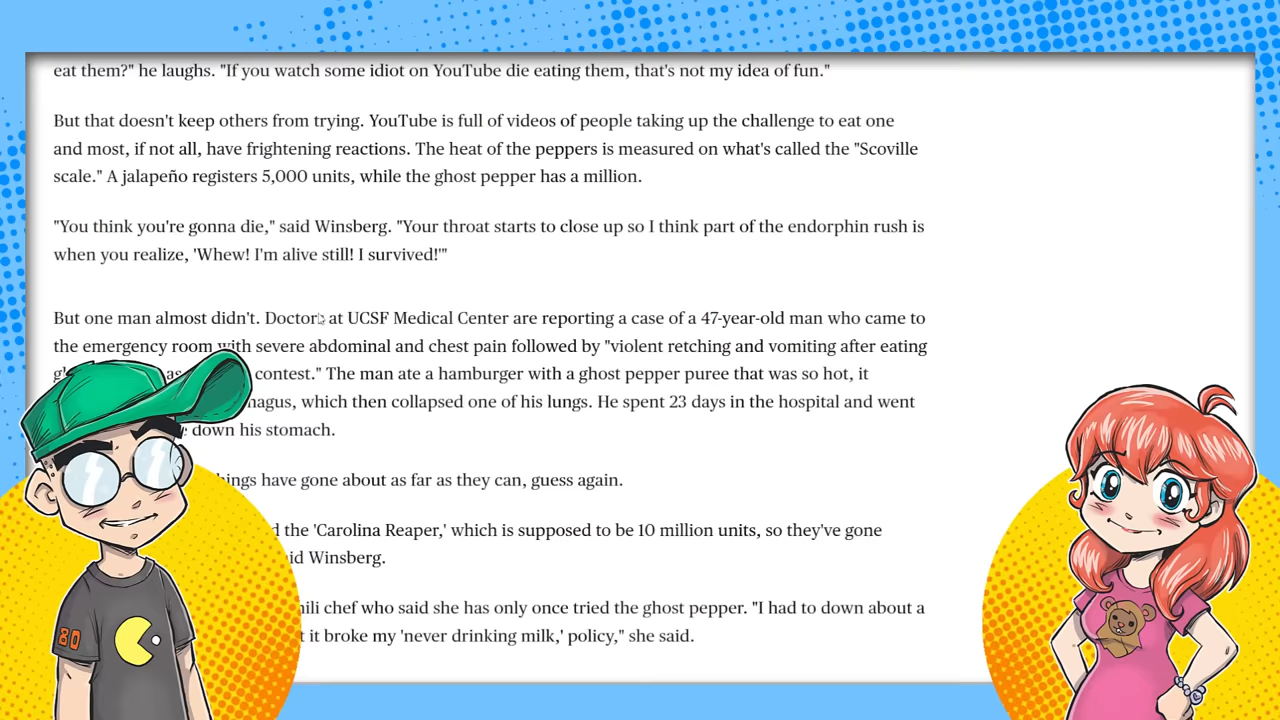 eat them?" he laughs. "If you watch some idiot on YouTube die eating them, that's not my idea of fun."
But that doesn't keep others from trying. YouTube is full of videos of people taking up the challenge to eat one
and most, if not all, have frightening reactions. The heat of the peppers is measured on what's called the "Scoville
scale." A jalapeño registers 5,000 units, while the ghost pepper has a million.
"You think you're gonna die," said Winsberg. "Your throat starts to close up so I think part of the endorphin rush is
when you realize, 'Whew! I'm alive still! I survived!'"
But one man almost didn't. Doctors at UCSF Medical Center are reporting a case of a 47-year-old man who came to
the emergency room with severe abdominal and chest pain followed by "violent retching and vomiting after eating
as contest." The man ate a hamburger with a ghost pepper puree that was so hot, it
which then collapsed one of his lungs. He spent 23 days in the hospital and went
down his stomach.
have gone about as far as they can, guess again.
the 'Carolina Reaper,' which is supposed to be 10 million units, so they've gone
Winsberg.
chef who said she has only once tried the ghost pepper. "I had to down about a
it broke my 'never drinking milk,' policy," she said.
80